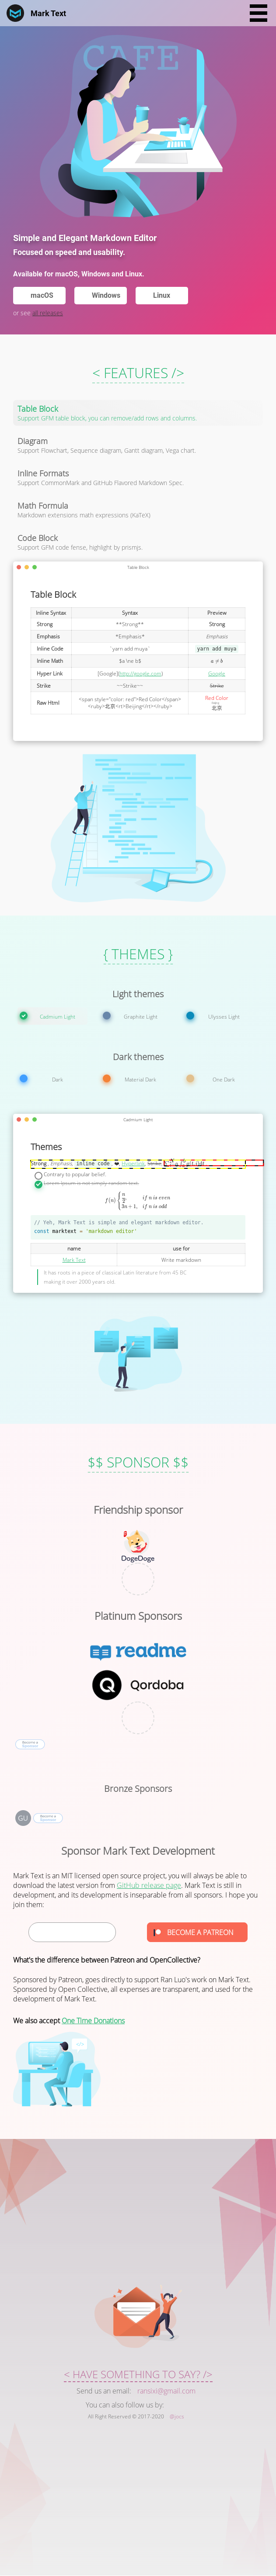 Mark Text
CAFE
Simple and Elegant Markdown Editor
Focused on speed and usability.
Available for macOS, Windows and Linux.
macOS
Windows
Linux
or see all releases
< FEATURES />
Table Block
Support GFM table block, you can remove/add rows and columns.
Diagram
Support Flowchart, Sequence diagram, Gantt diagram, Vega chart.
Inline Formats
Support CommonMark and GitHub Flavored Markdown Spec.
Math Formula
Markdown extensions math expressions (KaTeX)
Code Block
Support GFM code fense, highlight by prismjs.
Table Block
Table Block
Inline Syntax Syntax Preview
Strong **Strong** Strong
Emphasis *Emphasis* Emphasis
Inline Code `yarn add muya` yarn add muya
Inline Math $a \ne b$ a ≠ b
Hyper Link [Google](http://google.com) Google
Strike ~~Strike~~ Strike
Raw Html <span style="color: red">Red Color</span> Red Color
<ruby>北京<rt>Beijing</rt></ruby> 北京
{ THEMES }
Light themes
Cadmium Light
Graphite Light
Ulysses Light
Dark themes
Dark
Material Dark
One Dark
Cadmium Light
Themes
Strong, Emphasis, inline code,
Contrary to popular belief
Lorem Ipsum is not simply random text.
f(n) { n/2, if n is even
3n + 1, if n is odd
// Yeh, Mark Text is simple and elegant markdown editor.
const marktext = 'markdown editor'
name use for
Mark Text Write markdown
It has roots in a piece of classical Latin literature from 45 BC
making it over 2000 years old.
$$ SPONSOR $$
Friendship sponsor
DogeDoge
Platinum Sponsors
readme
Qordoba
Become a
Bronze Sponsors
GU
Become a
Sponsor Mark Text Development
Mark Text is an MIT licensed open source project, you will always be able to
download the latest version from GitHub release page. Mark Text is still in
development, and its development is inseparable from all sponsors. I hope you
join them:
BECOME A PATREON
What's the difference between Patreon and OpenCollective?
Sponsored by Patreon, goes directly to support Ran Luo's work on Mark Text.
Sponsored by Open Collective, all expenses are transparent, and used for the
development of Mark Text.
We also accept One Time Donations
< HAVE SOMETHING TO SAY? />
Send us an email: ransixi@gmail.com
You can also follow us by:
All Right Reserved © 2017-2020 @Jocs